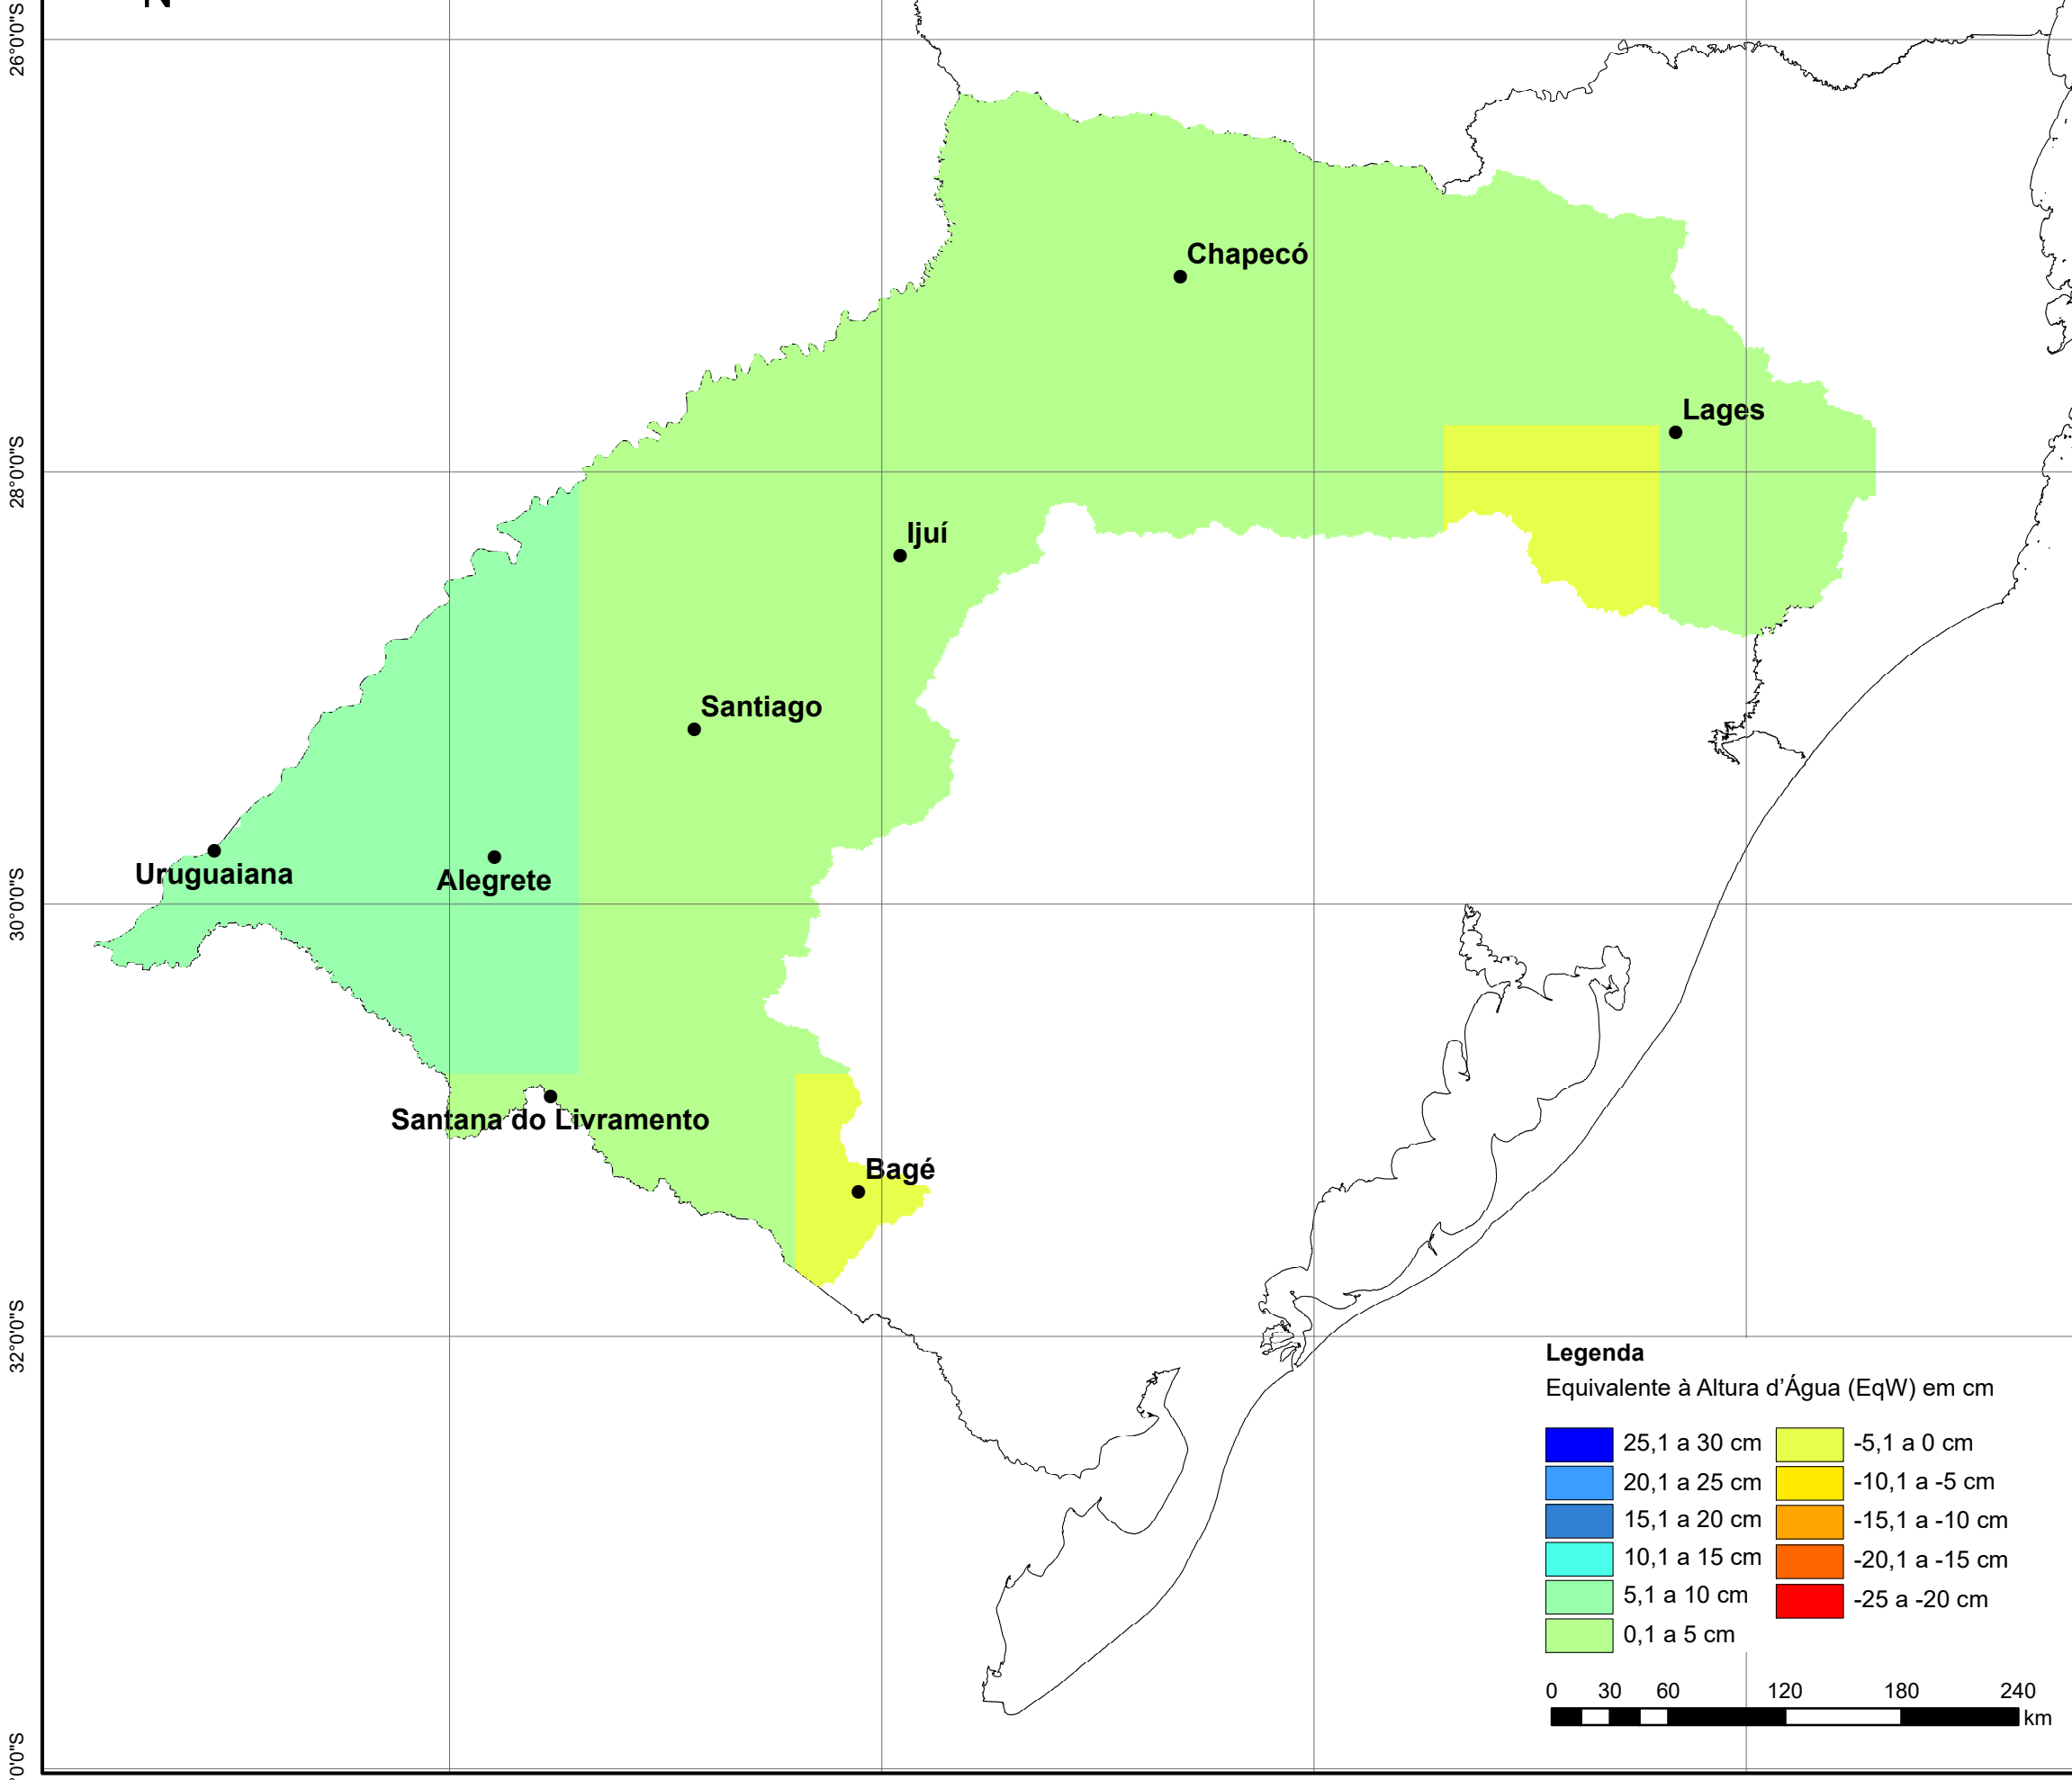 N
26°0'0"S
Chapecó
Lages
28°0'0"S
Ijuí
Santiago
Uruguaiana
Alegrete
30°0'0"S
Santana do Livramento
Bagé
32°0'0"S
Legenda
Equivalente à Altura d’Água (EqW) em cm
25,1 a 30 cm
20,1 a 25 cm
15,1 a 20 cm
10,1 a 15 cm
5,1 a 10 cm
0,1 a 5 cm
-5,1 a 0 cm
-10,1 a -5 cm
-15,1 a -10 cm
-20,1 a -15 cm
-25 a -20 cm
0 30 60 120 180 240
km
°0'0"S